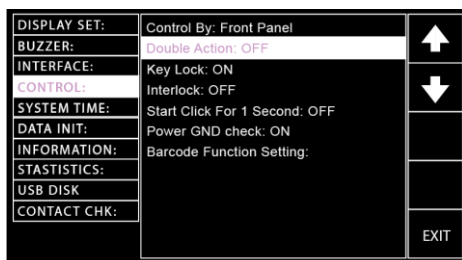 DISPLAY SET:
BUZZER:
INTERFACE:
CONTROL:
SYSTEM TIME:
DATA INIT:
INFORMATION:
STASTISTICS:
USB DISK
CONTACT CHK:
Control By: Front Panel
Double Action: OFF
Key Lock: ON
Interlock: OFF
Start Click For 1 Second: OFF
Power GND check: ON
Barcode Function Setting:
EXIT